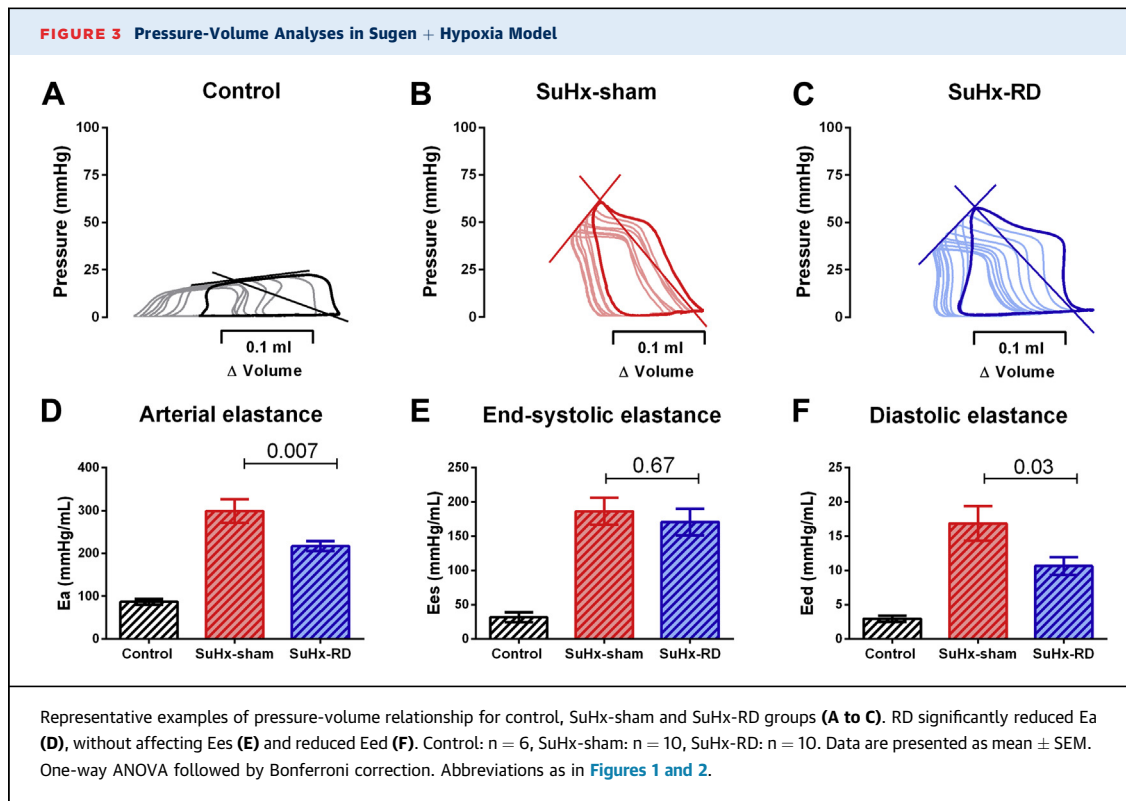 FIGURE 3 Pressure-Volume Analyses in Sugen + Hypoxia Model
A
Control
Pressure (mmHg)
100
75
50
25
0
0.1 ml
Δ Volume
B
SuHx-sham
Pressure (mmHg)
100
75
50
25
0
0.1 ml
Δ Volume
C
SuHx-RD
Pressure (mmHg)
100
75
50
25
0
0.1 ml
Δ Volume
D
Arterial elastance
0.007
Ea (mmHg/mL)
400
300
200
100
0
Control SuHx-sham SuHx-RD
E
End-systolic elastance
0.67
Ees (mmHg/mL)
250
200
150
100
50
0
Control SuHx-sham SuHx-RD
F
Diastolic elastance
0.03
Eed (mmHg/mL)
25
20
15
10
5
0
Control SuHx-sham SuHx-RD
Representative examples of pressure-volume relationship for control, SuHx-sham and SuHx-RD groups (A to C). RD significantly reduced Ea
(D), without affecting Ees (E) and reduced Eed (F). Control: n = 6, SuHx-sham: n = 10, SuHx-RD: n = 10. Data are presented as mean ± SEM.
One-way ANOVA followed by Bonferroni correction. Abbreviations as in Figures 1 and 2.